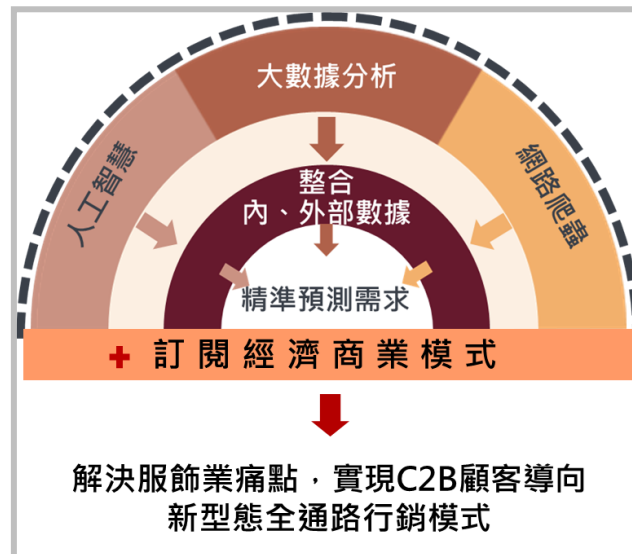 大數據分析
人工智慧
網路爬蟲
整合
內、外部數據
精準預測需求
+ 訂閱經濟商業模式
解決服飾業痛點，實現C2B顧客導向
新型態全通路行銷模式